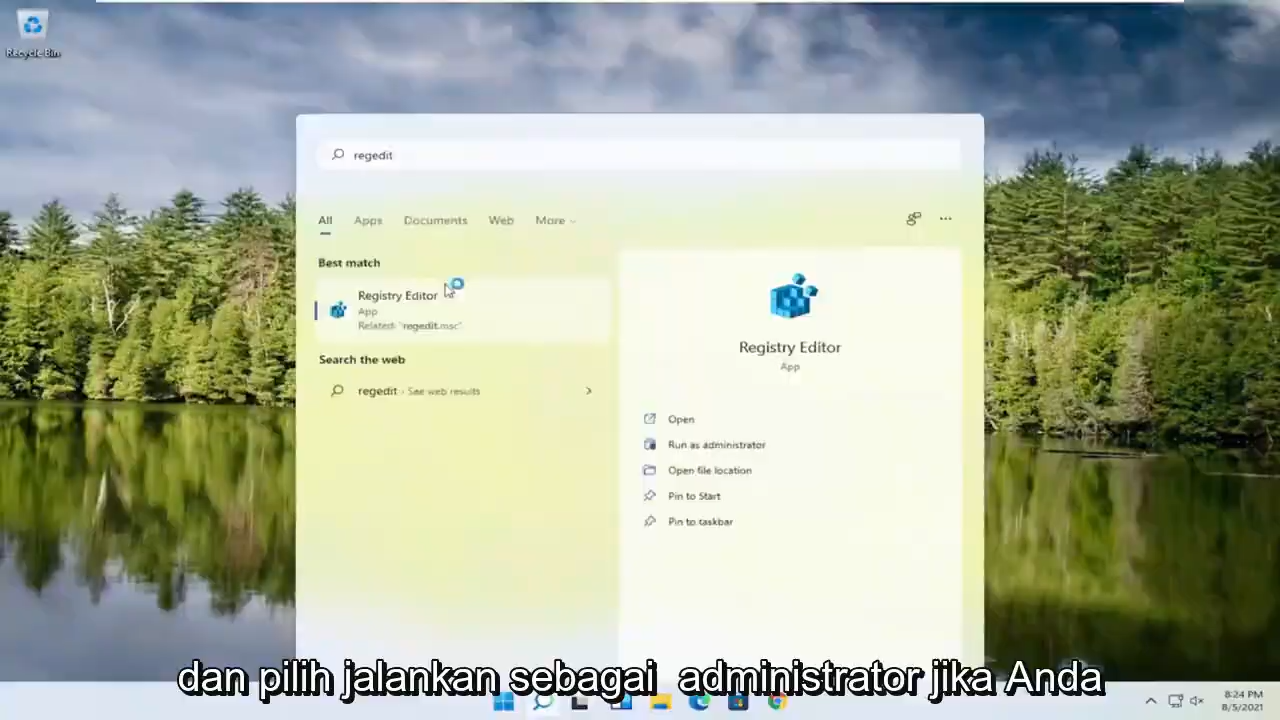 Recycle Bin
regedit
All Apps Documents Web More
Best match
Registry Editor
App
Related: "regedit.msc"
Search the web
regedit - See web results
Registry Editor
App
Open
Run as administrator
Open file location
Pin to Start
Pin to taskbar
dan pilih jalankan sebagai administrator jika Anda
8:24 PM
8/5/2021